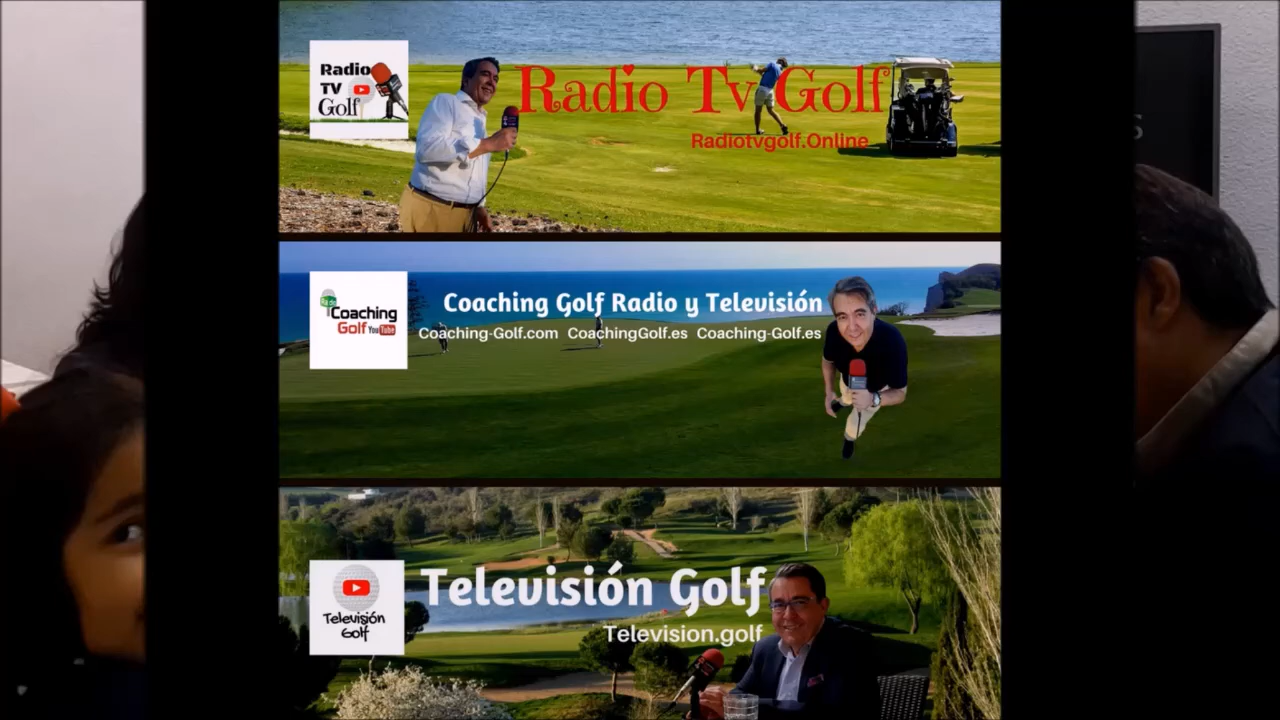 Radio
TV
Golf
Radio Tv Golf
Radiotvgolf.Online
Coaching
Golf YouTube
Coaching Golf Radio y Televisión
Coaching-Golf.com CoachingGolf.es Coaching-Golf.es
Televisión
Golf
Televisión Golf
Television.golf